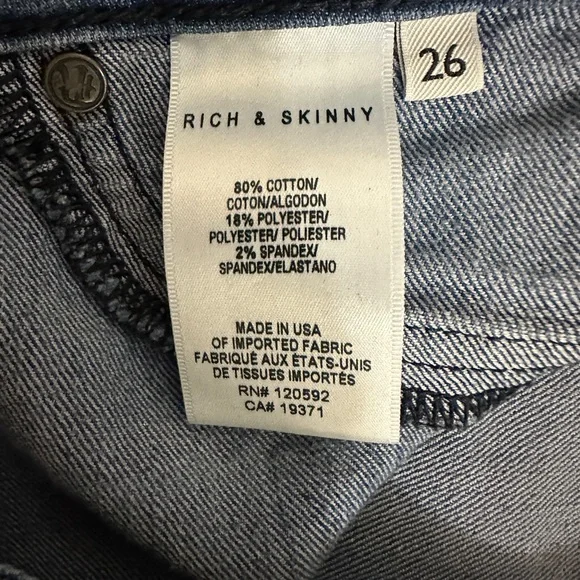 26
RICH & SKINNY
80% COTTON/
COTON/ALGODON
18% POLYESTER/
POLYESTER/ POLIESTER
2% SPANDEX/
SPANDEX/ELASTANO
MADE IN USA
OF IMPORTED FABRIC
FABRIQUÉ AUX ÉTATS-UNIS
DE TISSUES IMPORTÉS
RN# 120592
CA# 19371